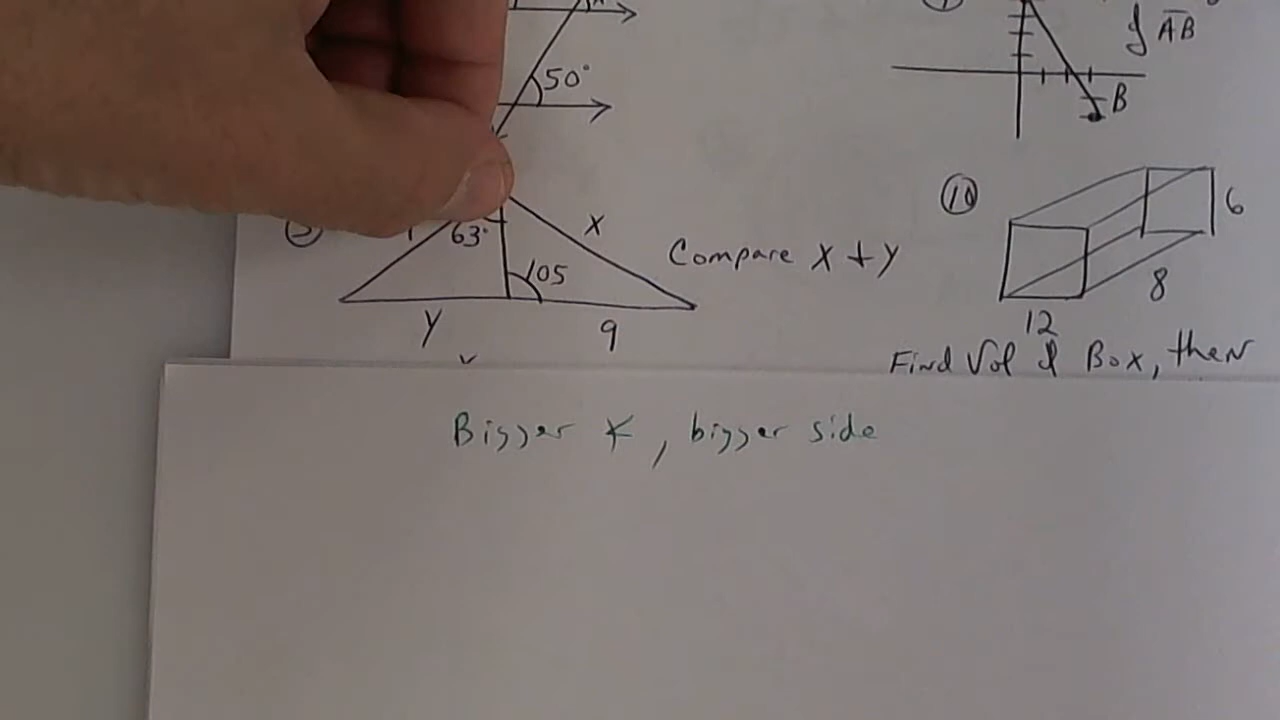 50°
AB
B
63°
x
105
y
9
Compare x + y
10
6
8
12
Find Vol of Box, then
Bigger ∢, bigger side